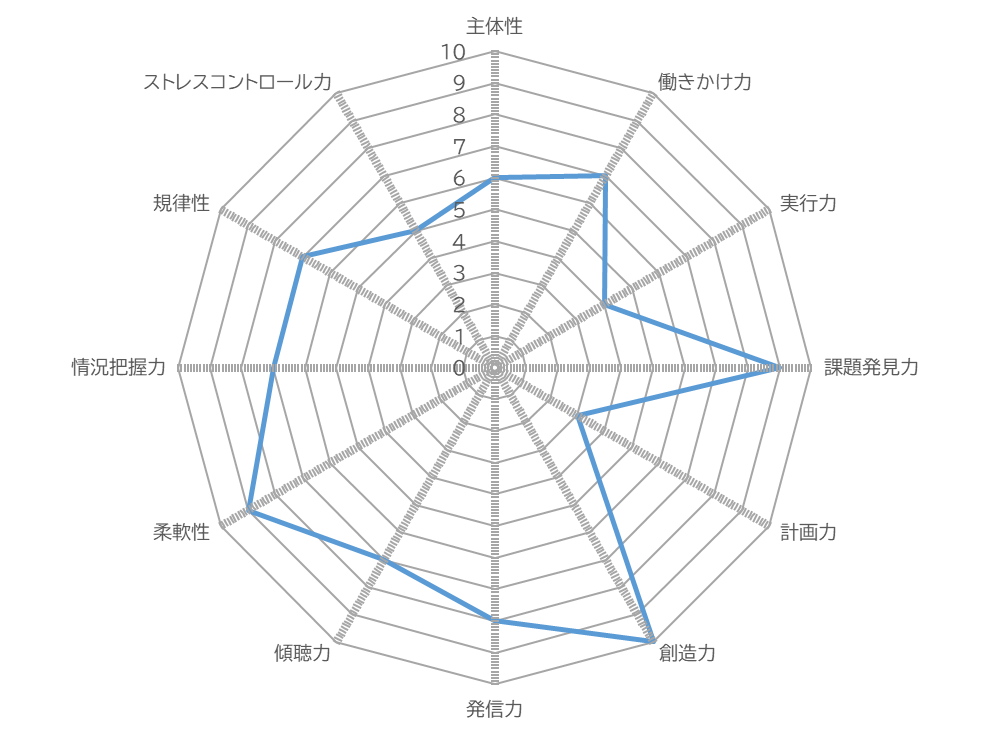 主体性
働きかけ力
実行力
課題発見力
計画力
創造力
発信力
傾聴力
柔軟性
情況把握力
規律性
ストレスコントロール力
10
9
8
7
6
5
4
3
2
1
0